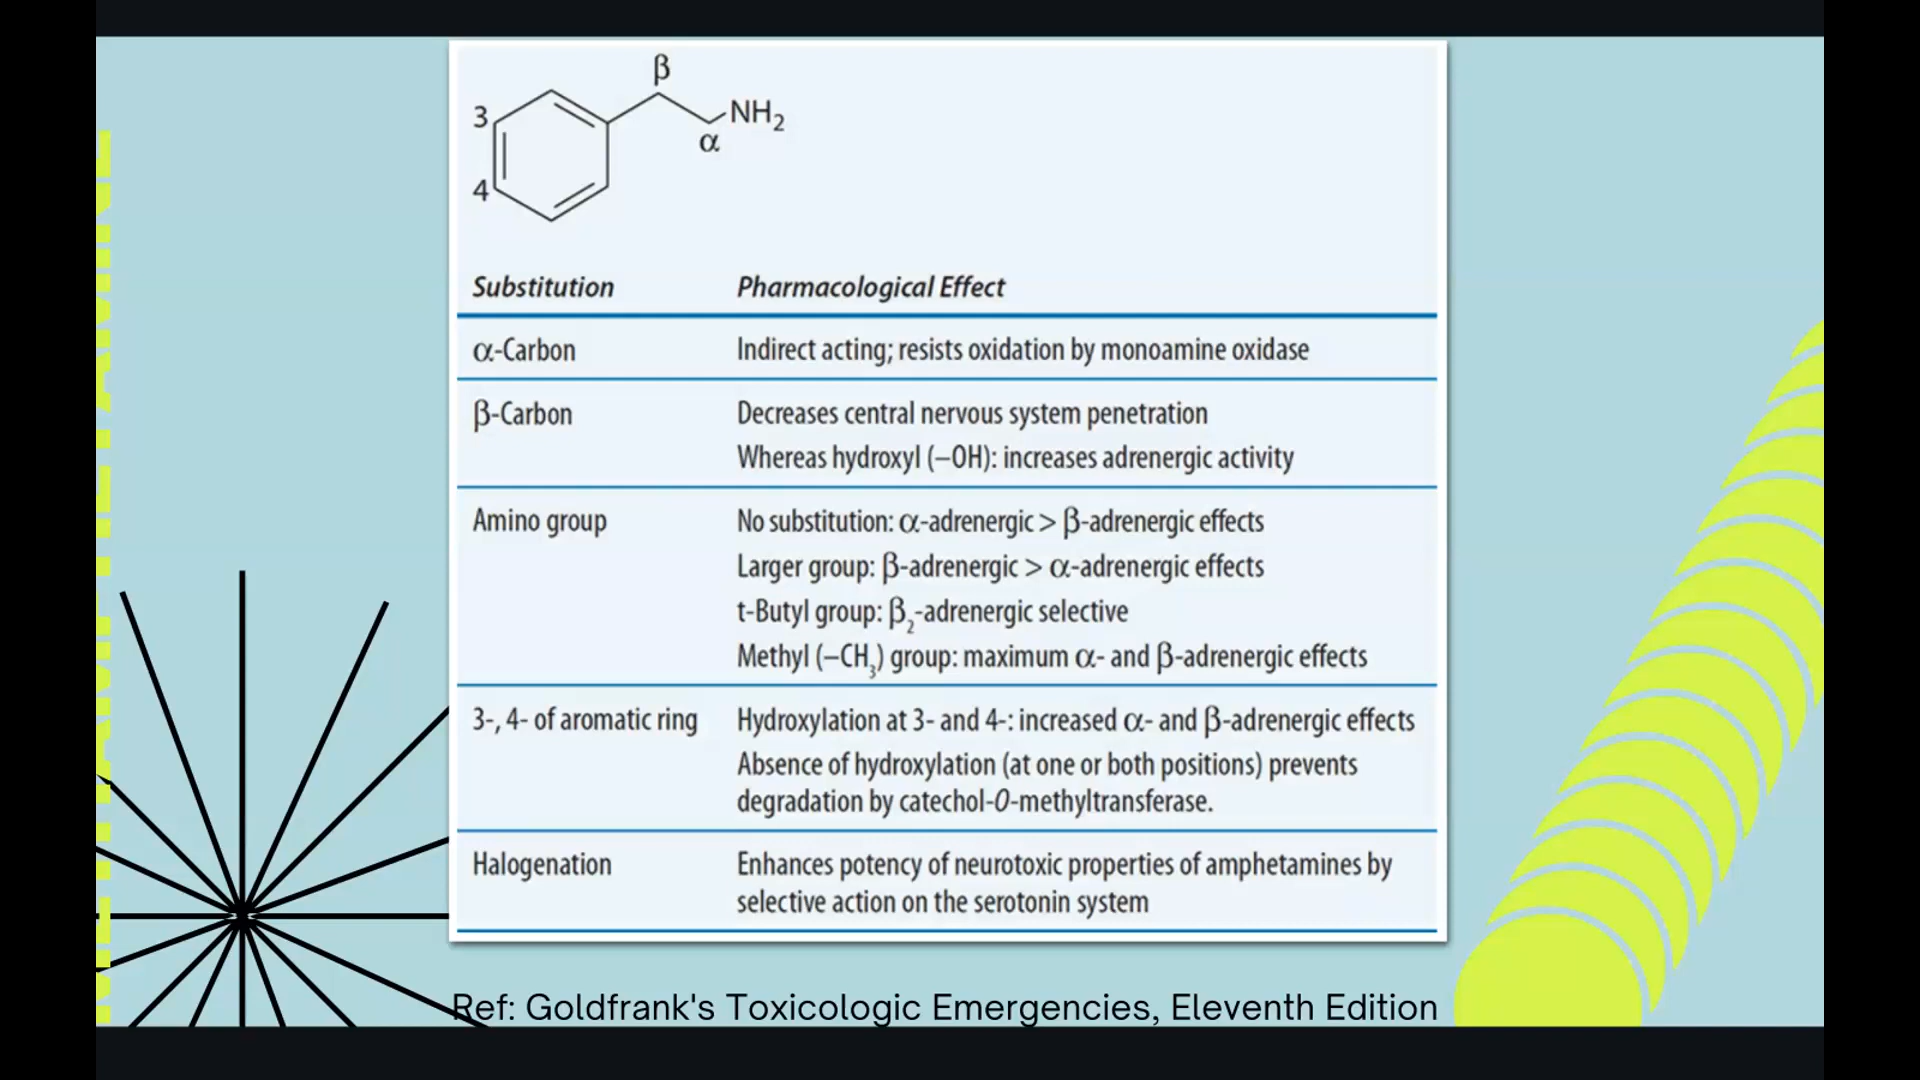 β
3
NH₂
α
4
Substitution Pharmacological Effect
α-Carbon Indirect acting; resists oxidation by monoamine oxidase
β-Carbon Decreases central nervous system penetration
Whereas hydroxyl (–OH): increases adrenergic activity
Amino group No substitution: α-adrenergic > β-adrenergic effects
Larger group: β-adrenergic > α-adrenergic effects
t-Butyl group: β₂-adrenergic selective
Methyl (–CH₃) group: maximum α- and β-adrenergic effects
3-, 4- of aromatic ring Hydroxylation at 3- and 4-: increased α- and β-adrenergic effects
Absence of hydroxylation (at one or both positions) prevents
degradation by catechol-O-methyltransferase.
Halogenation Enhances potency of neurotoxic properties of amphetamines by
selective action on the serotonin system
Ref: Goldfrank's Toxicologic Emergencies, Eleventh Edition